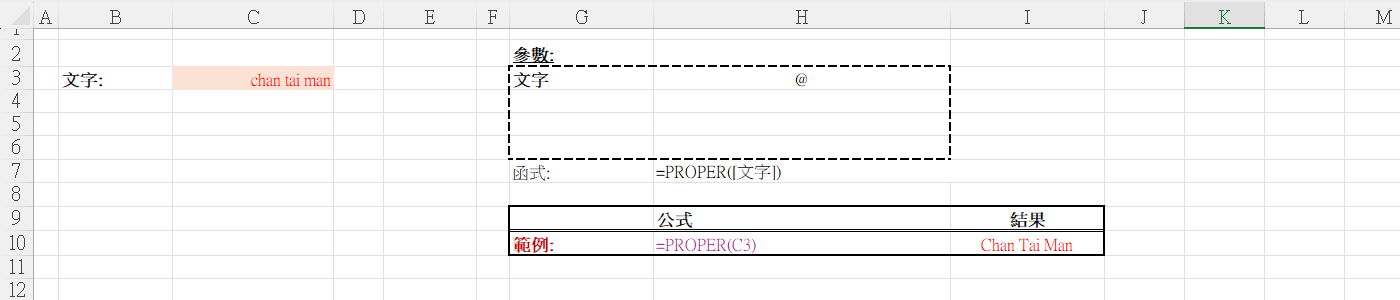 A B C D E F G H I J K L M
1
2 參數:
3 文字: chan tai man 文字 @
4
5
6
7 函式: =PROPER([文字])
8
9 公式 結果
10 範例: =PROPER(C3) Chan Tai Man
11
12